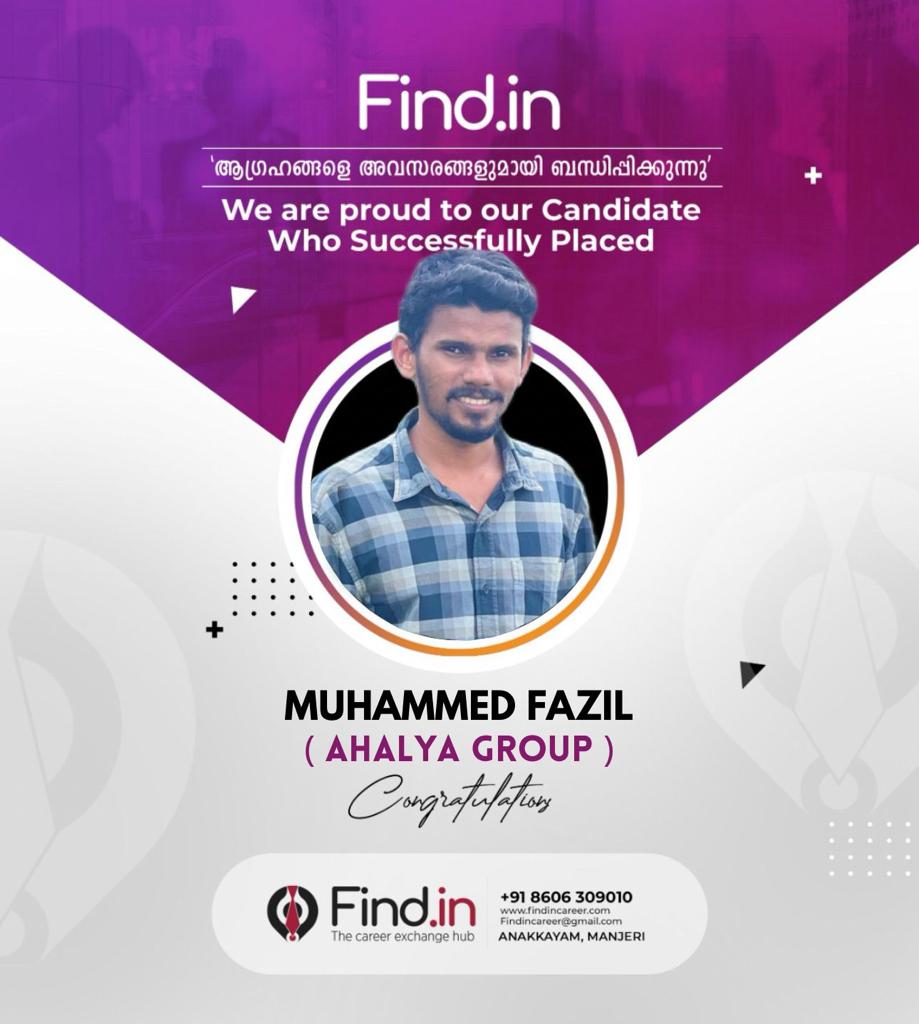 Find.in
'ആഗ്രഹങ്ങളെ അവസരങ്ങളുമായി ബന്ധിപ്പിക്കുന്നു'
We are proud to our Candidate
Who Successfully Placed
MUHAMMED FAZIL
( AHALYA GROUP )
Congratulations
Find.in
The career exchange hub
+91 8606 309010
www.findincareer.com
Findincareer@gmail.com
ANAKKAYAM, MANJERI